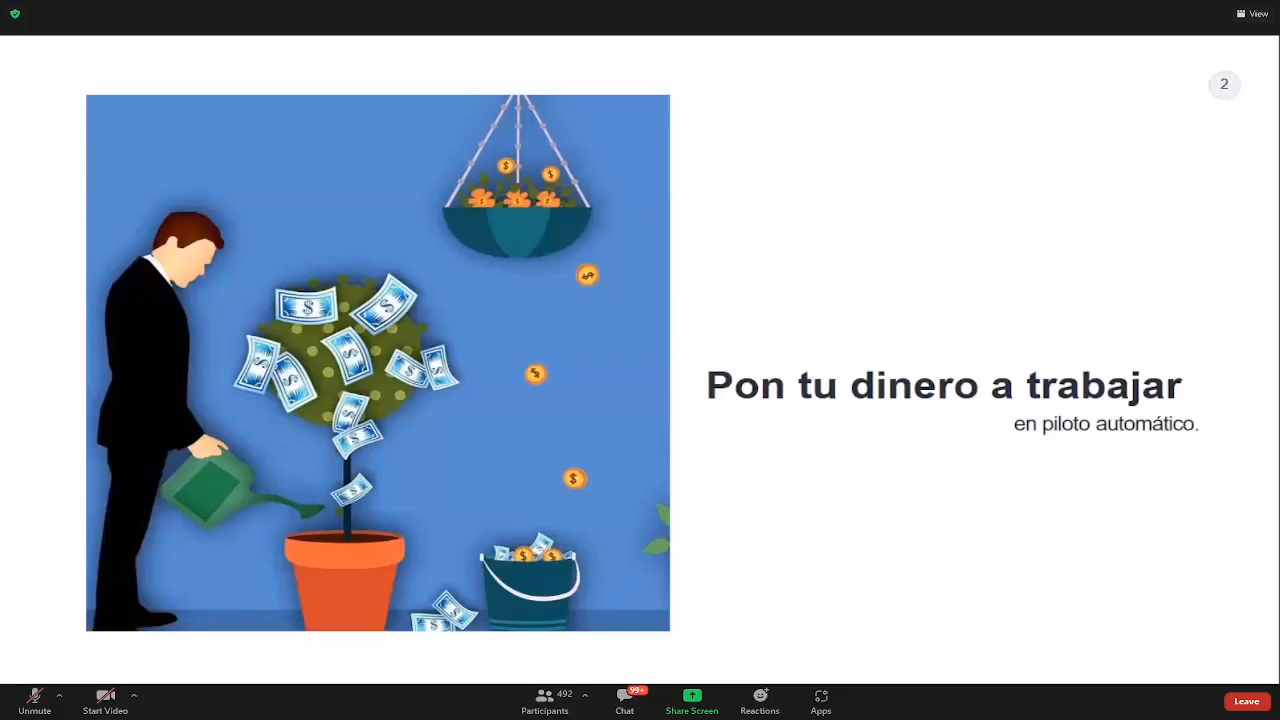 View
2
Pon tu dinero a trabajar
en piloto automático.
Unmute
Start Video
492
Participants
99+
Chat
Share Screen
Reactions
Apps
Leave